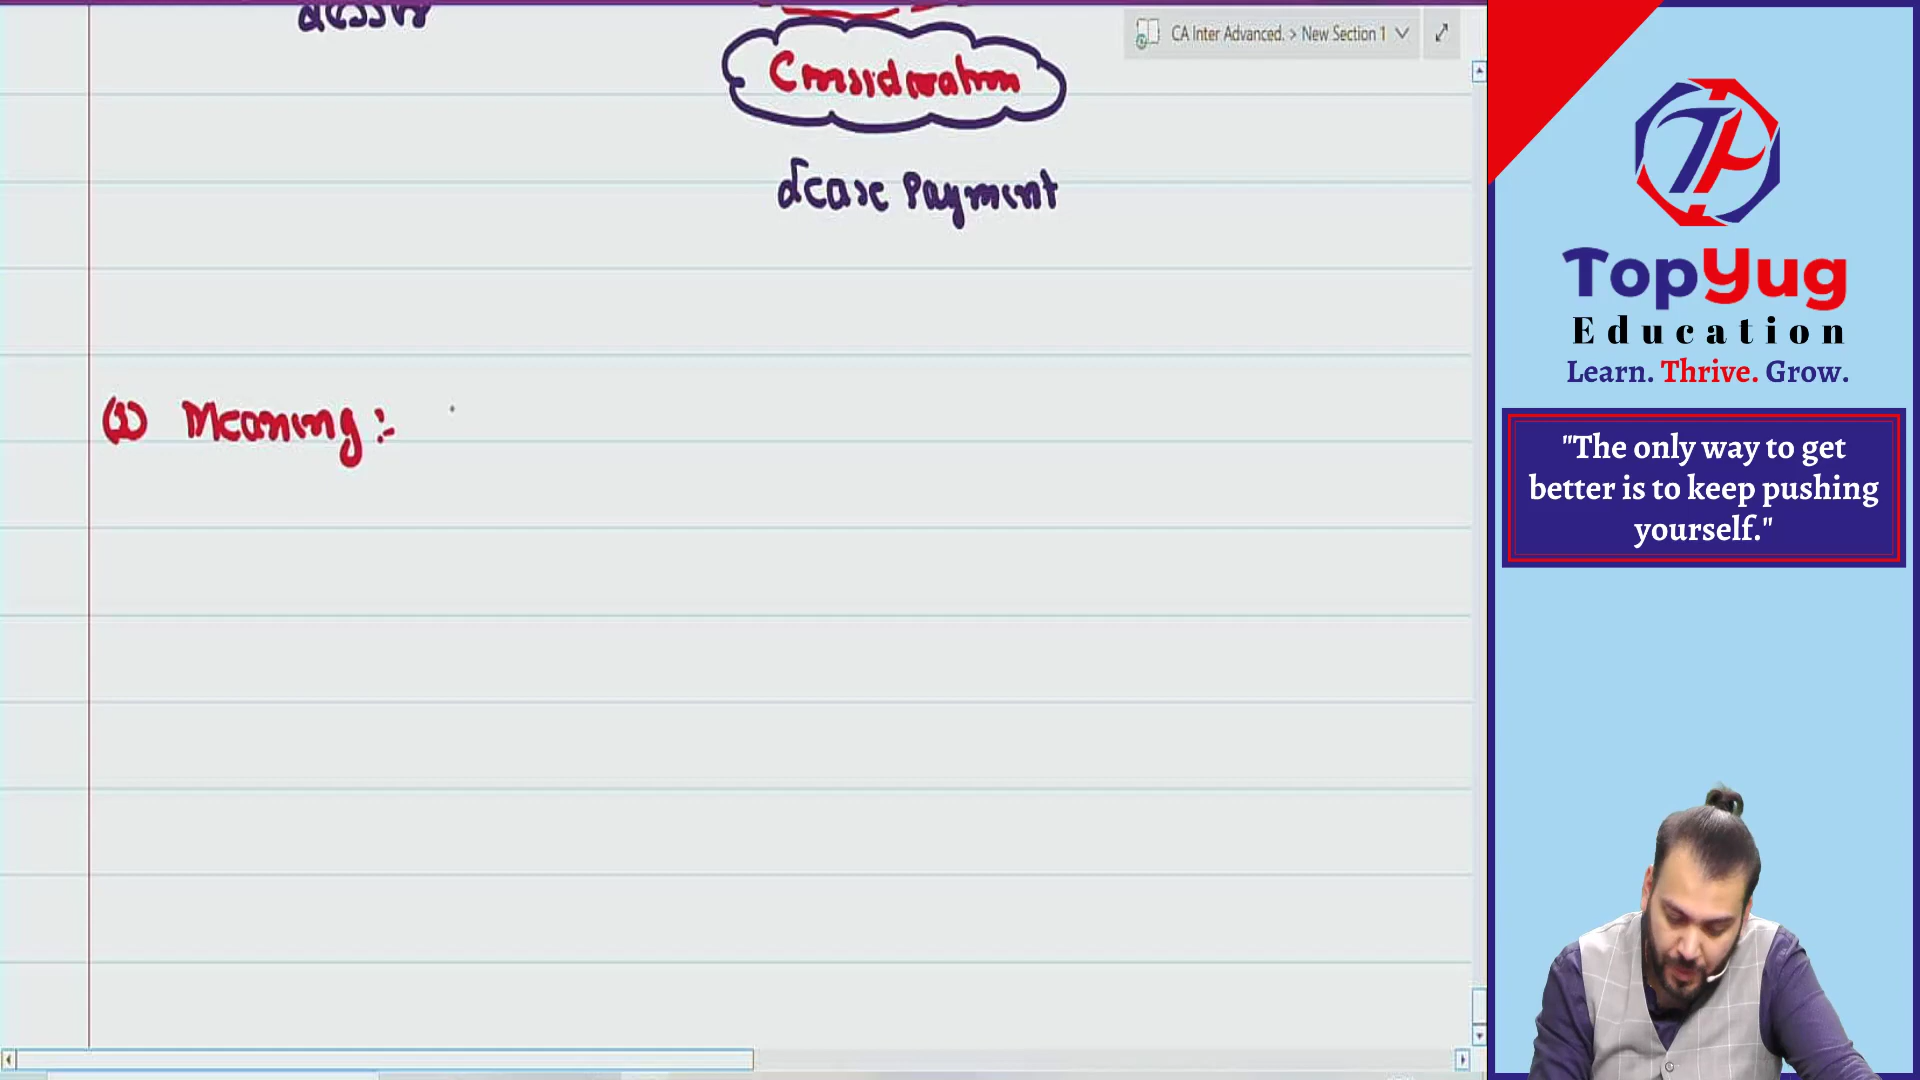 Lessor
CA Inter Advanced. > New Section 1
Consideration
Lease Payment
(1) Meaning :-
TopYug
Education
Learn. Thrive. Grow.
"The only way to get
better is to keep pushing
yourself."